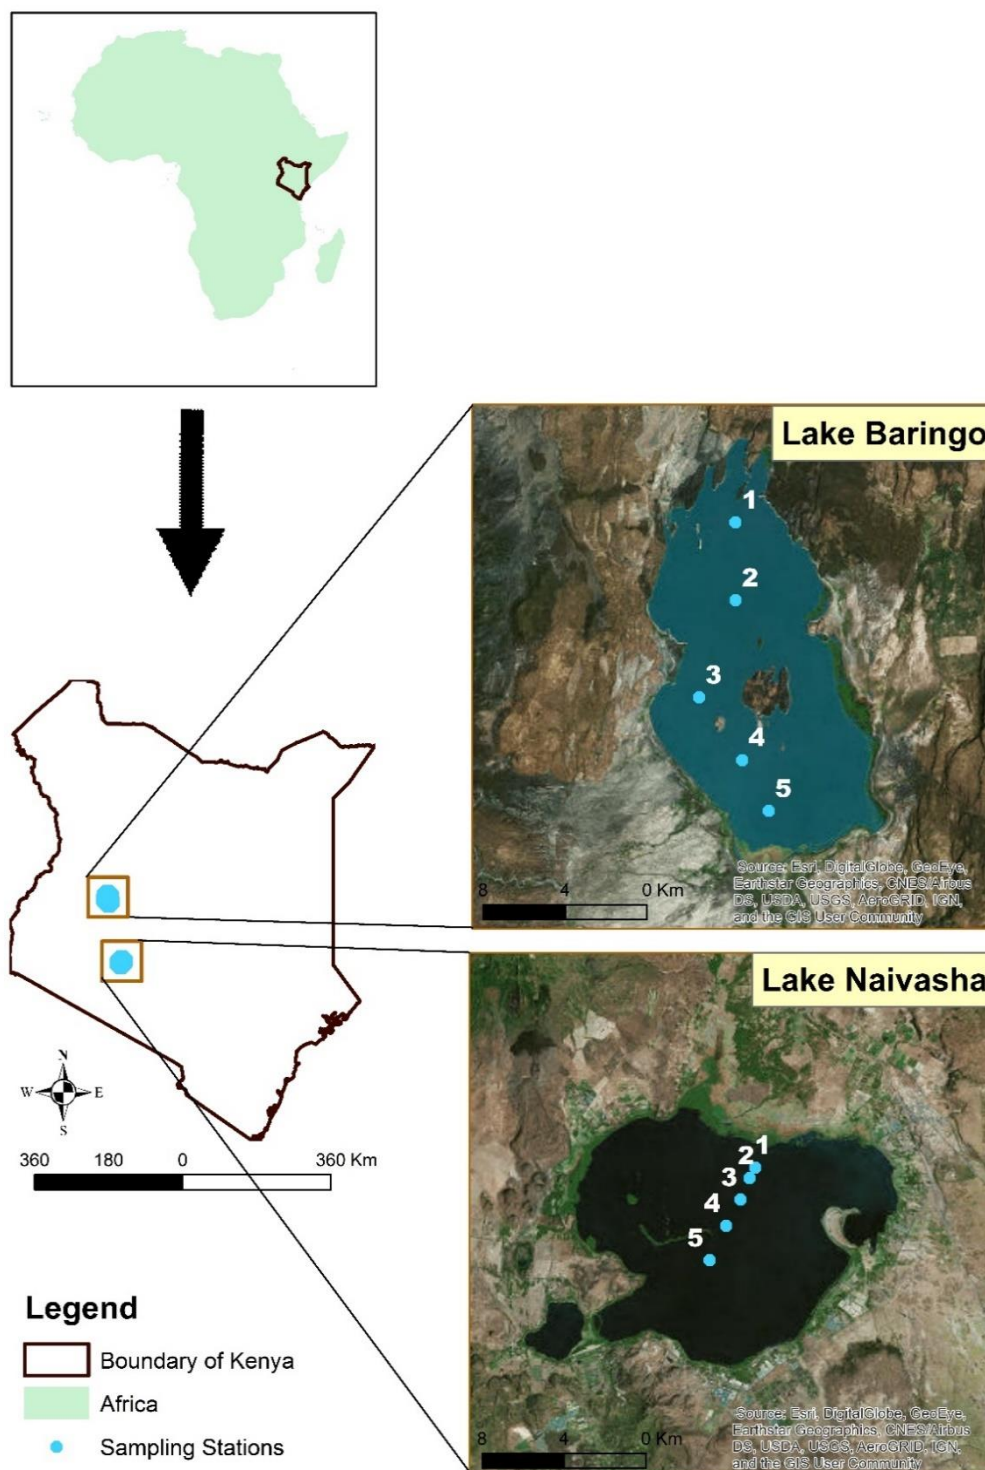 Lake Baringo
1
2
3
4
5
Source: Esri, DigitalGlobe, GeoEye,
Earthstar Geographics, CNES/Airbus
DS, USDA, USGS, AeroGRID, IGN,
and the GIS User Community
8 4 0 Km
Lake Naivasha
1
2
3
4
5
Source: Esri, DigitalGlobe, GeoEye,
Earthstar Geographics, CNES/Airbus
DS, USDA, USGS, AeroGRID, IGN,
and the GIS User Community
8 4 0 Km
N
W E
S
360 180 0 360 Km
Legend
Boundary of Kenya
Africa
Sampling Stations